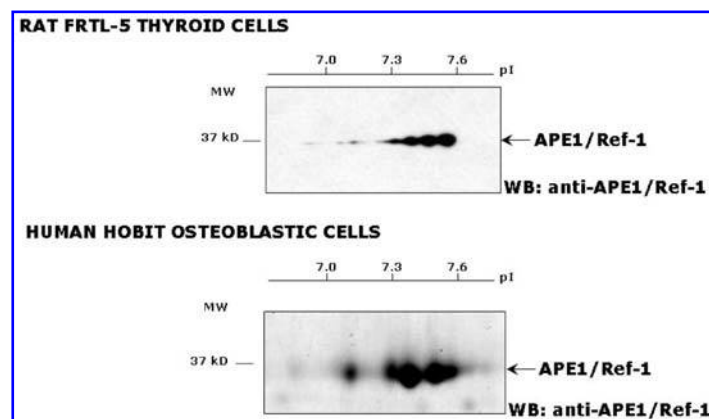 RAT FRTL-5 THYROID CELLS
7.0 7.3 7.6
pI
MW
37 kD
APE1/Ref-1
WB: anti-APE1/Ref-1
HUMAN HOBIT OSTEOBLASTIC CELLS
7.0 7.3 7.6
pI
MW
37 kD
APE1/Ref-1
WB: anti-APE1/Ref-1